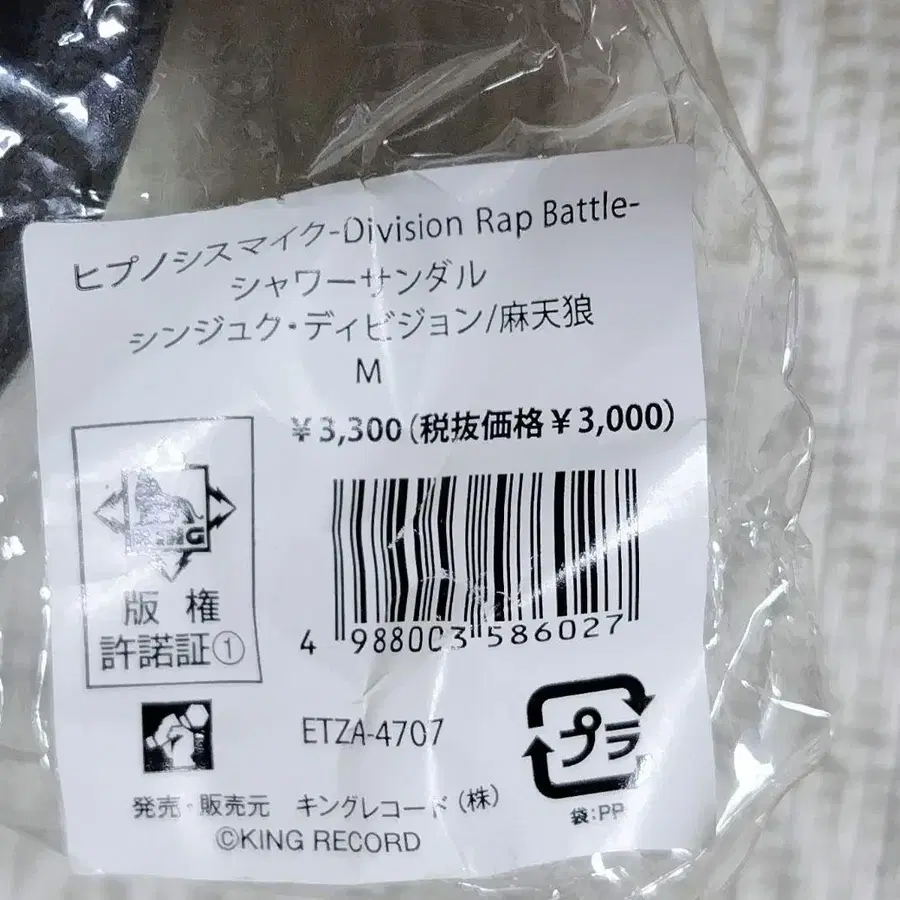 ヒプノシスマイク-Division Rap Battle-
シャワーサンダル
シンジュク・ディビジョン/麻天狼
M
¥3,300(税抜価格¥3,000)
KING
版権
許諾証①
4 988003 586027
ETZA-4707
プラ
袋:PP
発売・販売元 キングレコード(株)
©KING RECORD